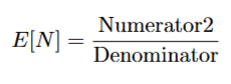 E[N] = Numerator2
Denominator